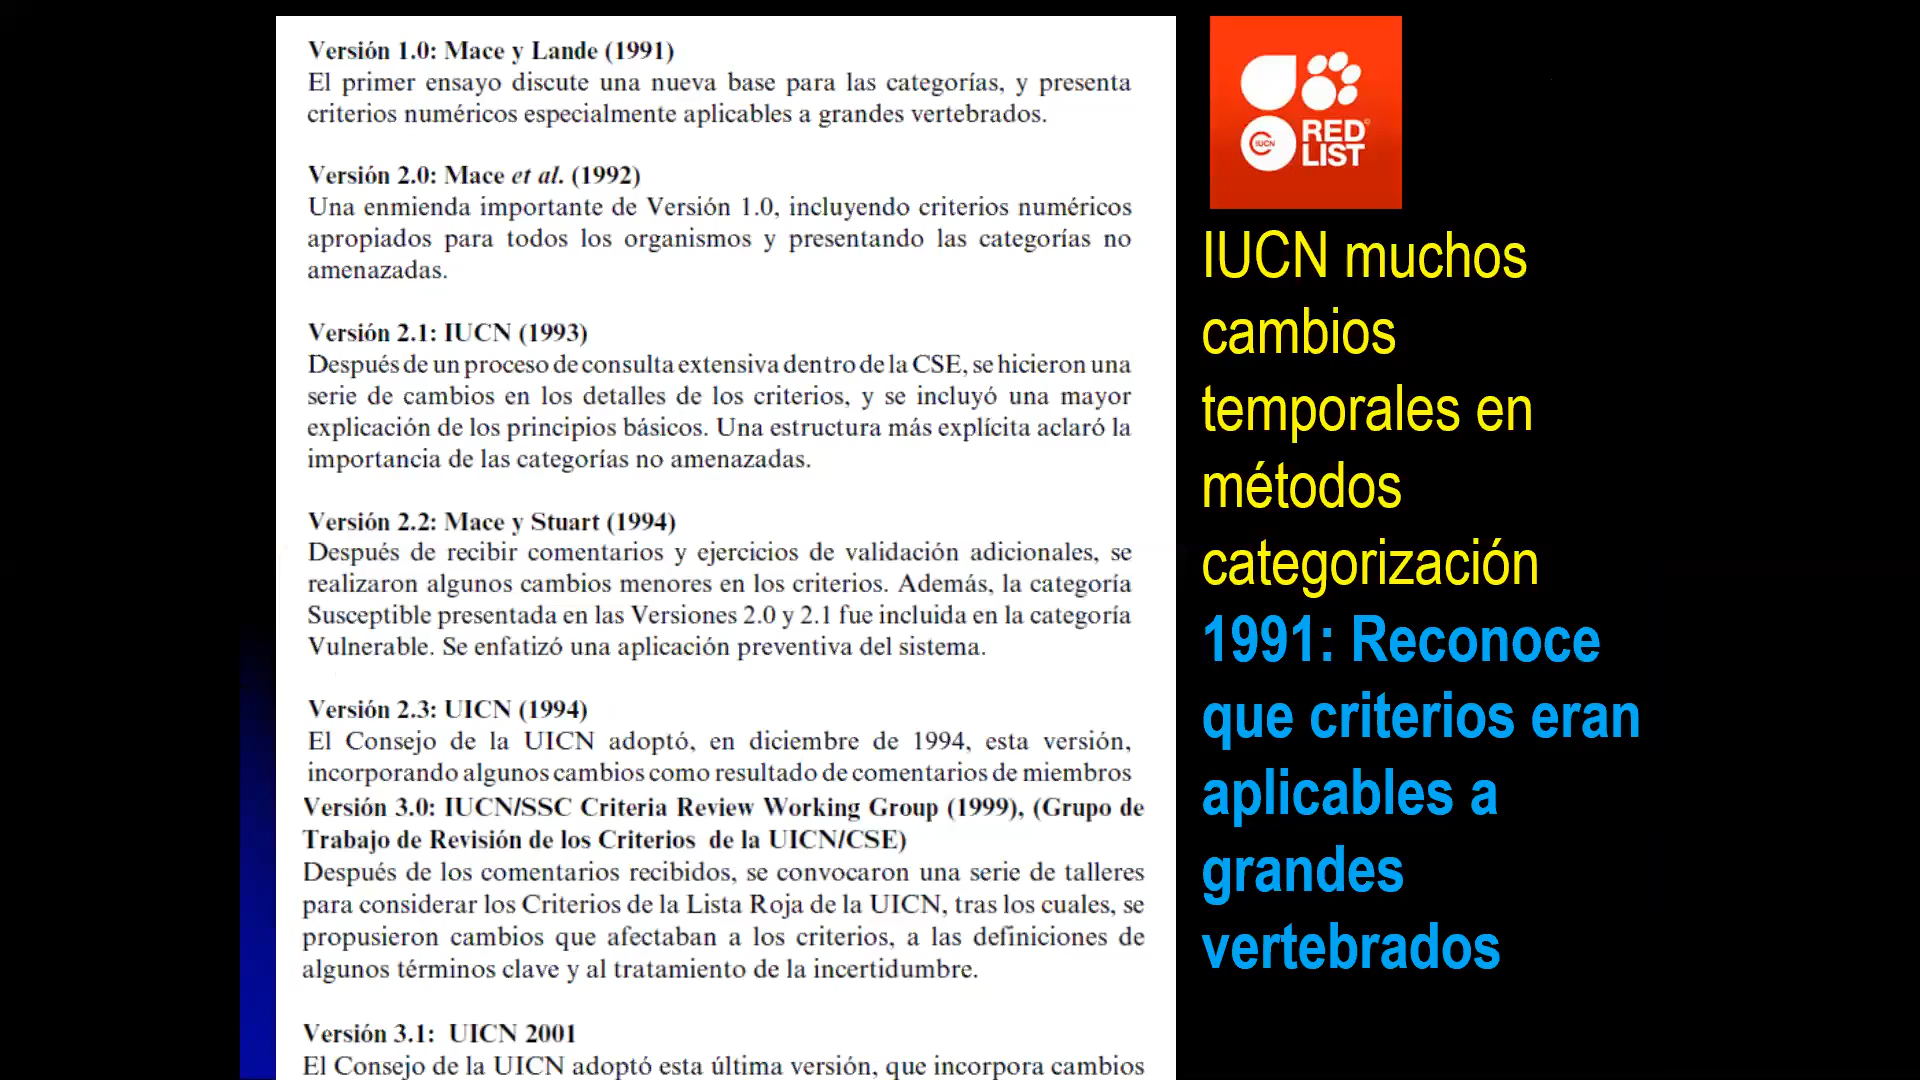 Versión 1.0: Mace y Lande (1991)
El primer ensayo discute una nueva base para las categorías, y presenta
criterios numéricos especialmente aplicables a grandes vertebrados.
Versión 2.0: Mace et al. (1992)
Una enmienda importante de Versión 1.0, incluyendo criterios numéricos
apropiados para todos los organismos y presentando las categorías no
amenazadas.
Versión 2.1: IUCN (1993)
Después de un proceso de consulta extensiva dentro de la CSE, se hicieron una
serie de cambios en los detalles de los criterios, y se incluyó una mayor
explicación de los principios básicos. Una estructura más explícita aclaró la
importancia de las categorías no amenazadas.
Versión 2.2: Mace y Stuart (1994)
Después de recibir comentarios y ejercicios de validación adicionales, se
realizaron algunos cambios menores en los criterios. Además, la categoría
Susceptible presentada en las Versiones 2.0 y 2.1 fue incluida en la categoría
Vulnerable. Se enfatizó una aplicación preventiva del sistema.
Versión 2.3: UICN (1994)
El Consejo de la UICN adoptó, en diciembre de 1994, esta versión,
incorporando algunos cambios como resultado de comentarios de miembros
Versión 3.0: IUCN/SSC Criteria Review Working Group (1999), (Grupo de
Trabajo de Revisión de los Criterios de la UICN/CSE)
Después de los comentarios recibidos, se convocaron una serie de talleres
para considerar los Criterios de la Lista Roja de la UICN, tras los cuales, se
propusieron cambios que afectaban a los criterios, a las definiciones de
algunos términos clave y al tratamiento de la incertidumbre.
Versión 3.1: UICN 2001
El Consejo de la UICN adoptó esta última versión, que incorpora cambios
IUCN
RED
LIST
IUCN muchos
cambios
temporales en
métodos
categorización
1991: Reconoce
que criterios eran
aplicables a
grandes
vertebrados